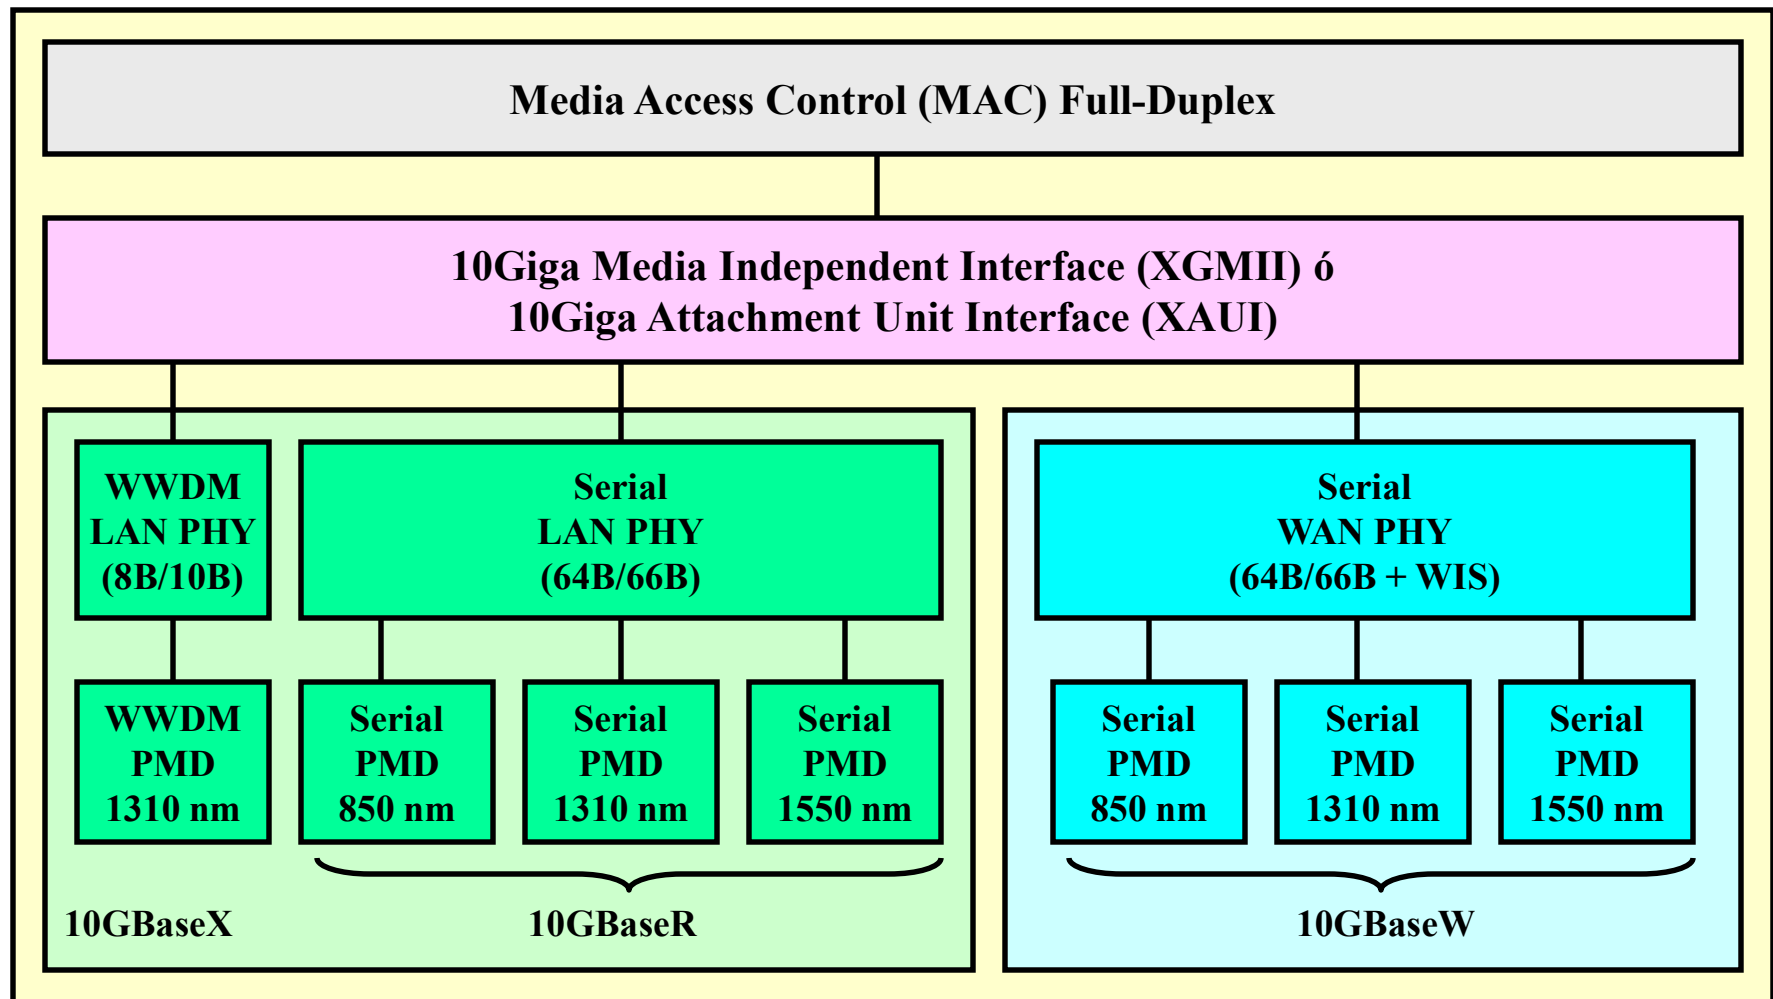 Media Access Control (MAC) Full-Duplex
10Giga Media Independent Interface (XGMII) ó
10Giga Attachment Unit Interface (XAUI)
WWDM
LAN PHY
(8B/10B)
Serial
LAN PHY
(64B/66B)
Serial
WAN PHY
(64B/66B + WIS)
WWDM
PMD
1310 nm
Serial
PMD
850 nm
Serial
PMD
1310 nm
Serial
PMD
1550 nm
Serial
PMD
850 nm
Serial
PMD
1310 nm
Serial
PMD
1550 nm
10GBaseX
10GBaseR
10GBaseW